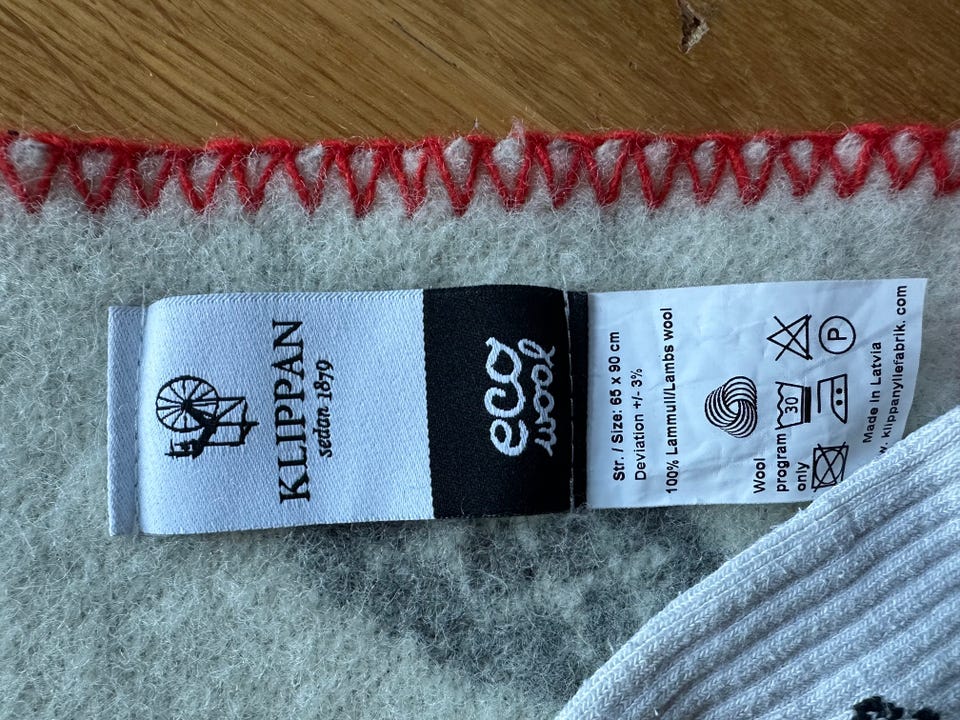 KLIPPAN
sedan 1879
eco
wool
Str. / Size: 65 x 90 cm
Deviation +/- 3%
100% Lammull/Lambs wool
Wool
program
only
30
P
Made in Latvia
w. klippanyllefabrik. com